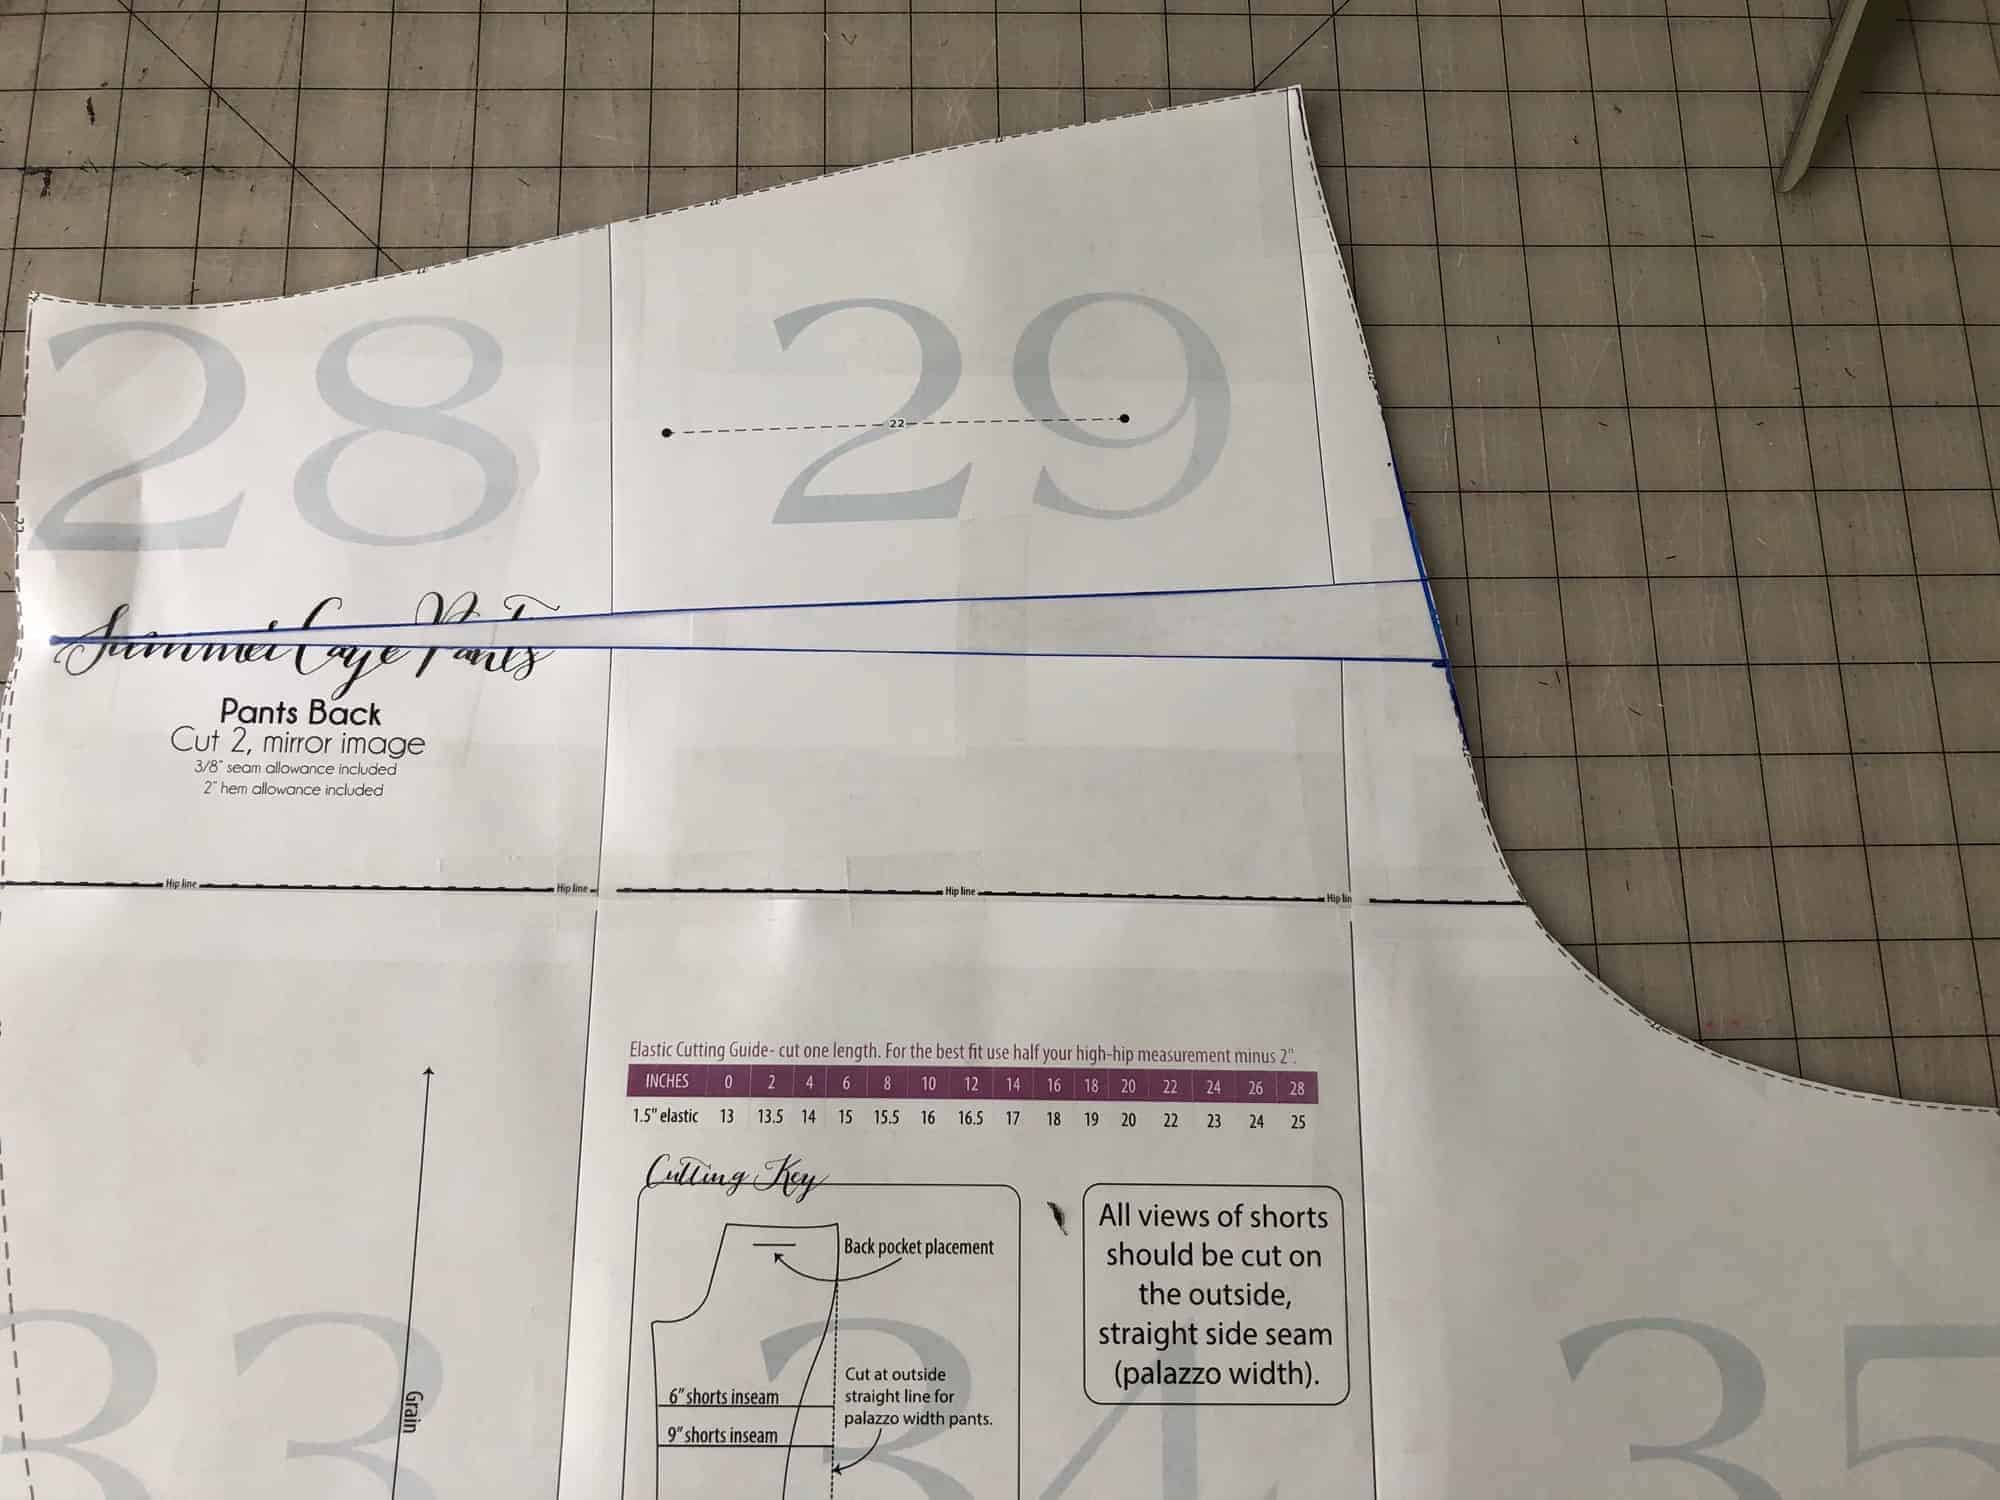 28
29
22
Summer Caye Pants
Pants Back
Cut 2, mirror image
3/8" seam allowance included
2" hem allowance included
Hip line
Hip line
Hip line
Hip lin
Elastic Cutting Guide- cut one length. For the best fit use half your high-hip measurement minus 2".
INCHES 0 2 4 6 8 10 12 14 16 18 20 22 24 26 28
1.5" elastic 13 13.5 14 15 15.5 16 16.5 17 18 19 20 22 23 24 25
Cutting Key
Back pocket placement
6" shorts inseam
9" shorts inseam
Cut at outside
straight line for
palazzo width pants.
All views of shorts
should be cut on
the outside,
straight side seam
(palazzo width).
Grain
33
34
35